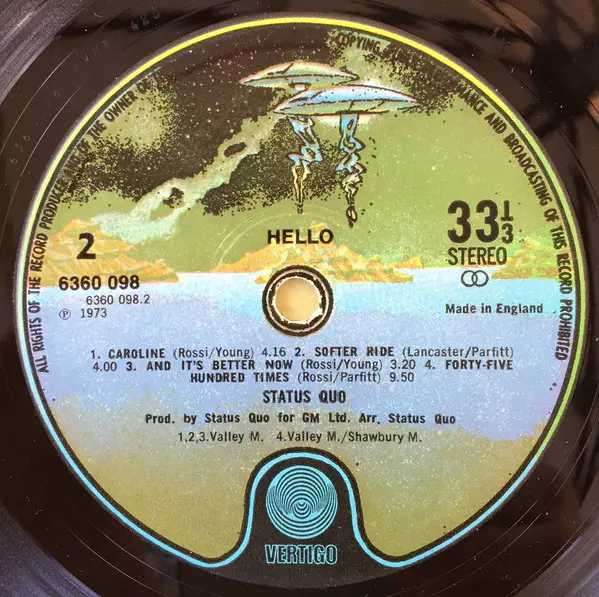 ALL RIGHTS OF THE RECORD PRODUCER AND OF THE OWNER OF
COPYING
MANCE AND BROADCASTING OF THIS RECORD PROHIBITED
HELLO
2
33⅓
STEREO
6360 098
6360 098.2
℗ 1973
Made in England
1. CAROLINE (Rossi/Young) 4.16 2. SOFTER RIDE (Lancaster/Parfitt)
4.00 3. AND IT'S BETTER NOW (Rossi/Young) 3.20 4. FORTY-FIVE
HUNDRED TIMES (Rossi/Parfitt) 9.50
STATUS QUO
Prod. by Status Quo for GM Ltd. Arr. Status Quo
1,2,3.Valley M. 4.Valley M./Shawbury M.
VERTIGO